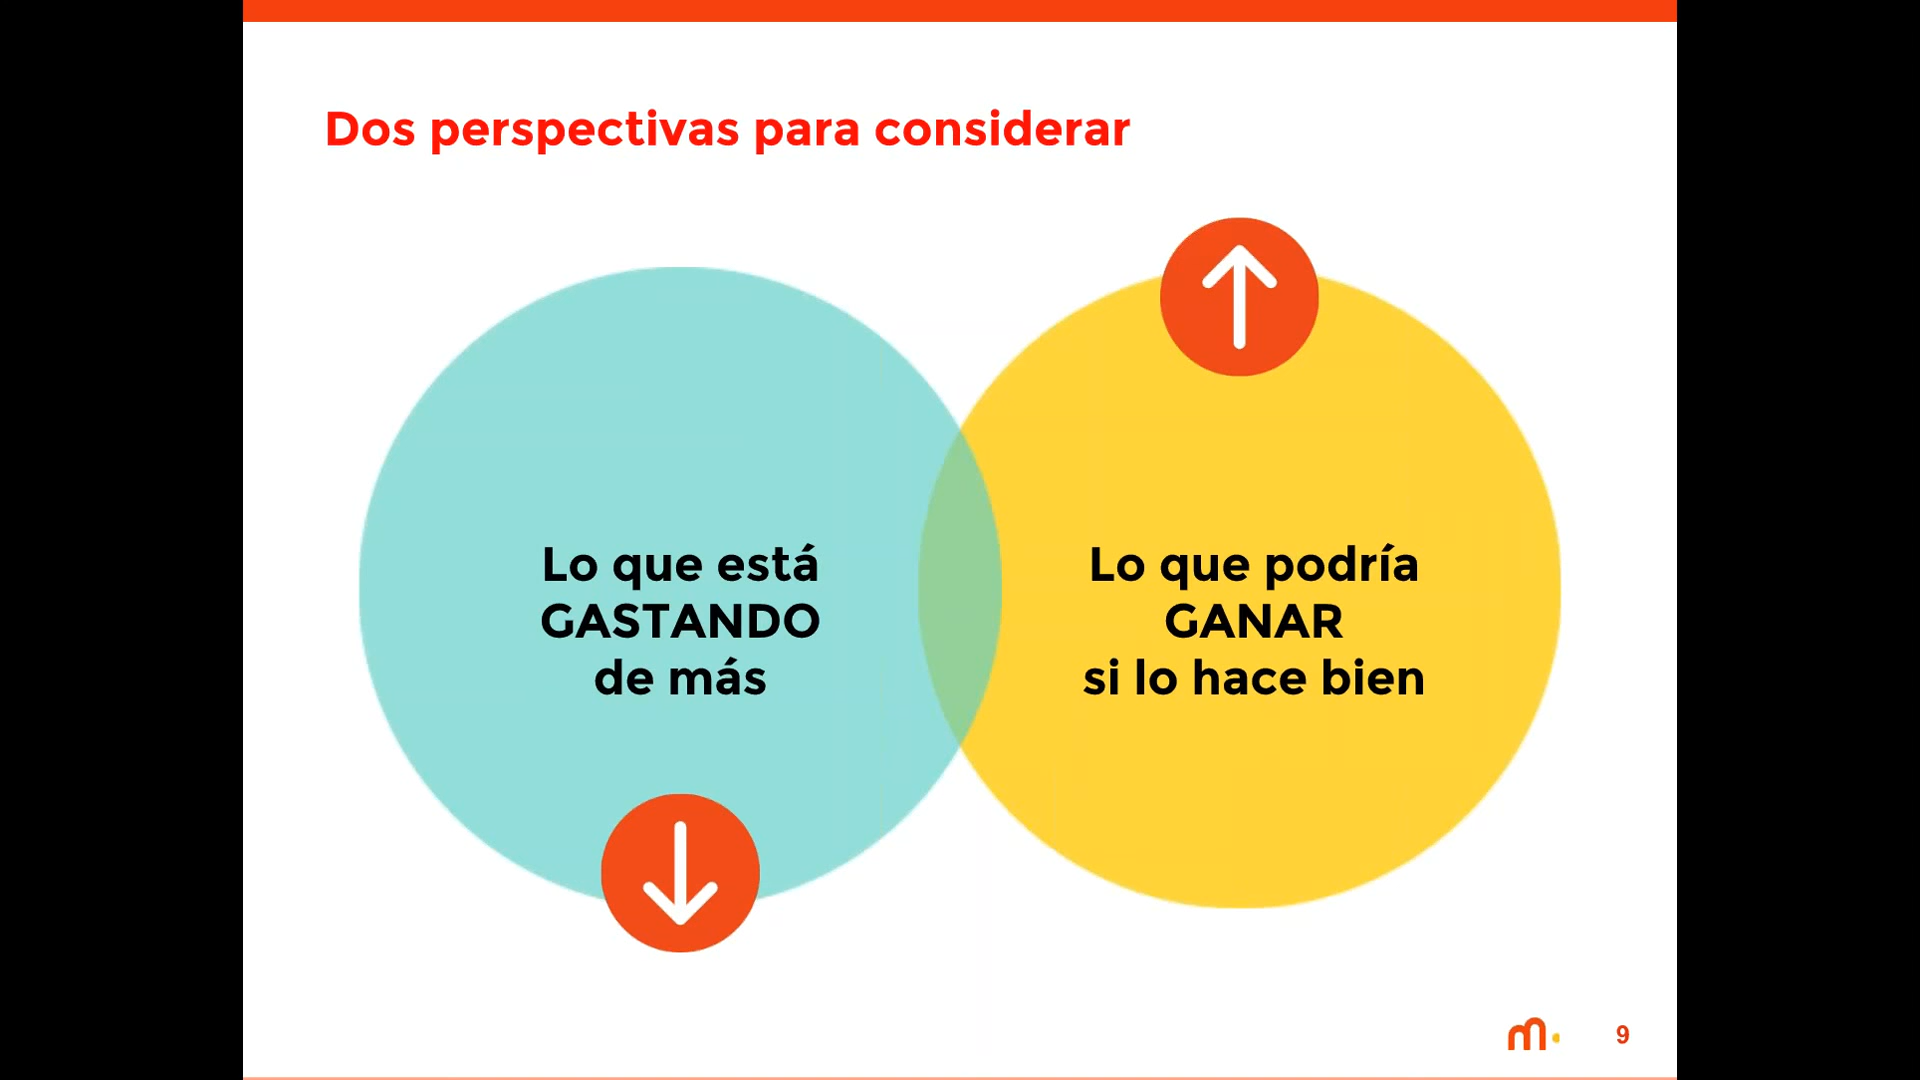 Dos perspectivas para considerar
Lo que está
GASTANDO
de más
Lo que podría
GANAR
si lo hace bien
m.
9